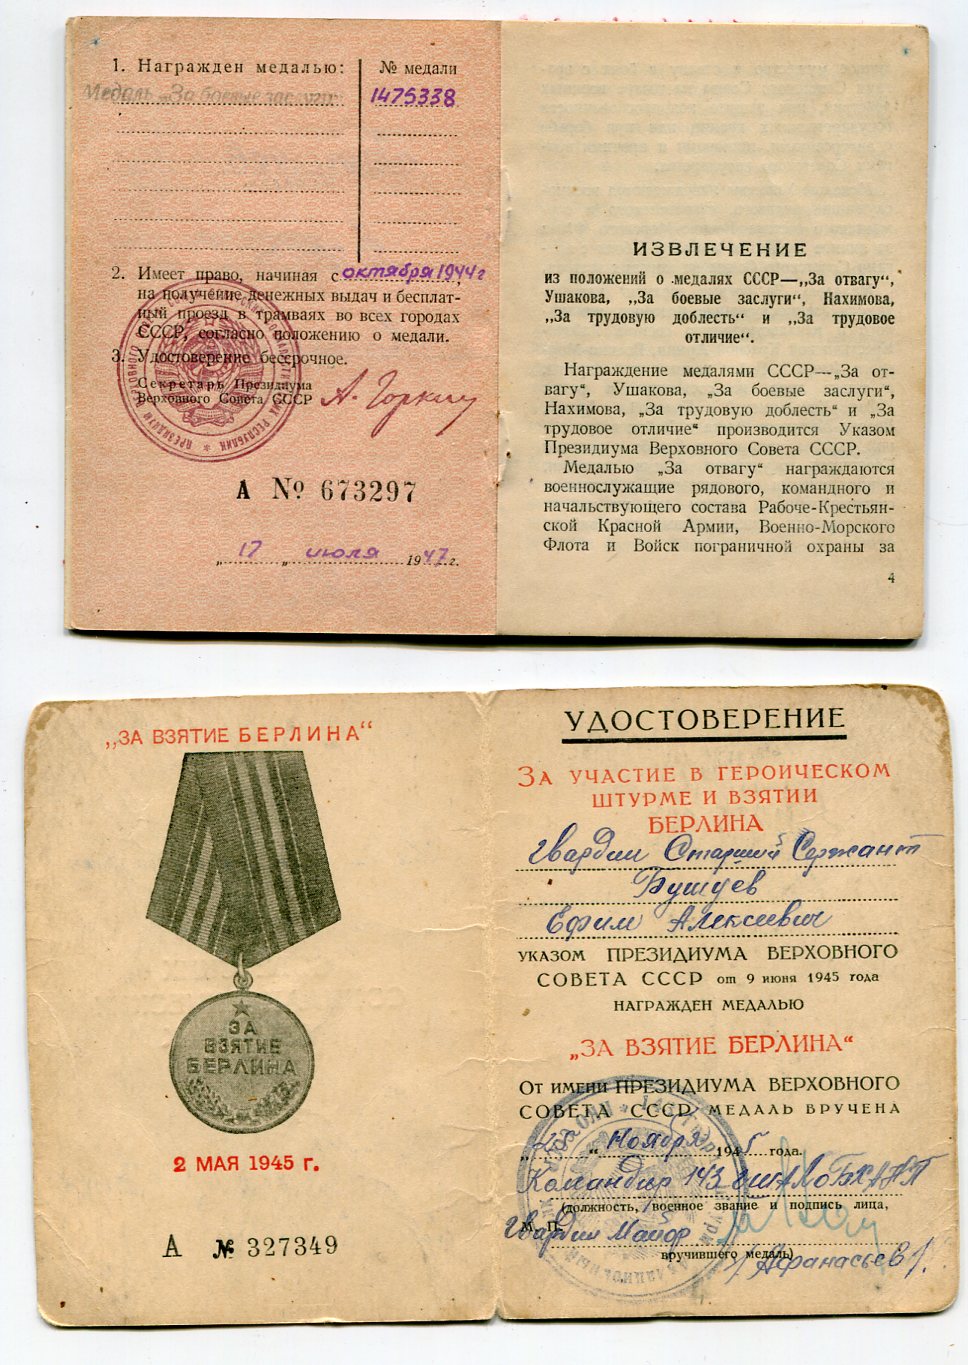 1. Награжден медалью:
№ медали
Медаль „За боевые заслуги“
1475338
2. Имеет право, начиная с октября 1944 г
на получение денежных выдач и бесплат-
ный проезд в трамваях во всех городах
СССР, согласно положению о медали.
3. Удостоверение бессрочное.
Секретарь Президиума
Верховного Совета СССР
А. Горкин
А № 673297
„17„ июля 1947 г.
ИЗВЛЕЧЕНИЕ
из положений о медалях СССР—„За отвагу“,
Ушакова, „За боевые заслуги“, Нахимова,
„За трудовую доблесть“ и „За трудовое
отличие“.
Награждение медалями СССР—„За от-
вагу“, Ушакова, „За боевые заслуги“,
Нахимова, „За трудовую доблесть“ и „За
трудовое отличие“ производится Указом
Президиума Верховного Совета СССР.
Медалью „За отвагу“ награждаются
военнослужащие рядового, командного и
начальствующего состава Рабоче-Крестьян-
ской Красной Армии, Военно-Морского
Флота и Войск пограничной охраны за
4
„ЗА ВЗЯТИЕ БЕРЛИНА“
ЗА
ВЗЯТИЕ
БЕРЛИНА
2 МАЯ 1945 г.
А № 327349
УДОСТОВЕРЕНИЕ
ЗА УЧАСТИЕ В ГЕРОИЧЕСКОМ
ШТУРМЕ И ВЗЯТИИ
БЕРЛИНА
Гвардии Старший Сержант
Бушуев
Ефим Алексеевич
УКАЗОМ ПРЕЗИДИУМА ВЕРХОВНОГО
СОВЕТА СССР от 9 июня 1945 года
НАГРАЖДЕН МЕДАЛЬЮ
„ЗА ВЗЯТИЕ БЕРЛИНА“
ОТ ИМЕНИ ПРЕЗИДИУМА ВЕРХОВНОГО
СОВЕТА СССР МЕДАЛЬ ВРУЧЕНА
ноября 1945 года.
Командир 143
(должность, военное звание и подпись лица,
М. П.
Гвардии Майор
вручившего медаль)
/Афанасьев/.